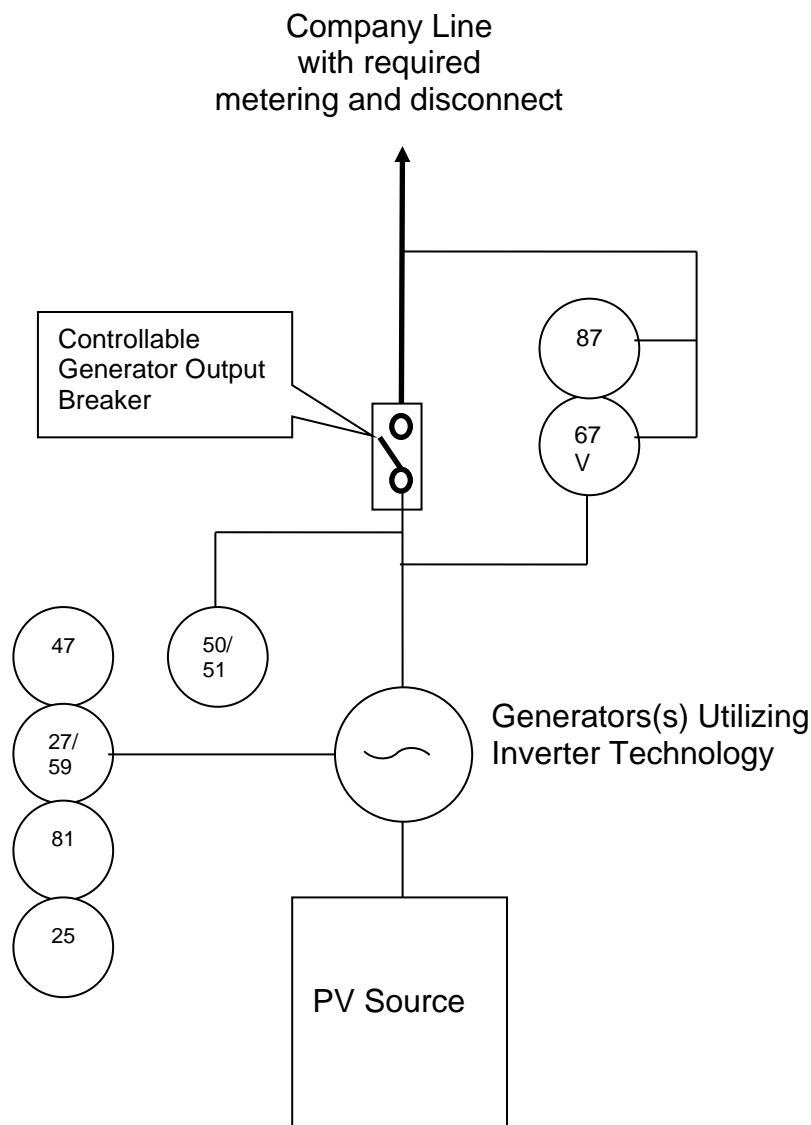 Company Line
with required
metering and disconnect
Controllable
Generator Output
Breaker
87
67
V
47
50/
51
27/
59
Generators(s) Utilizing
Inverter Technology
81
25
PV Source